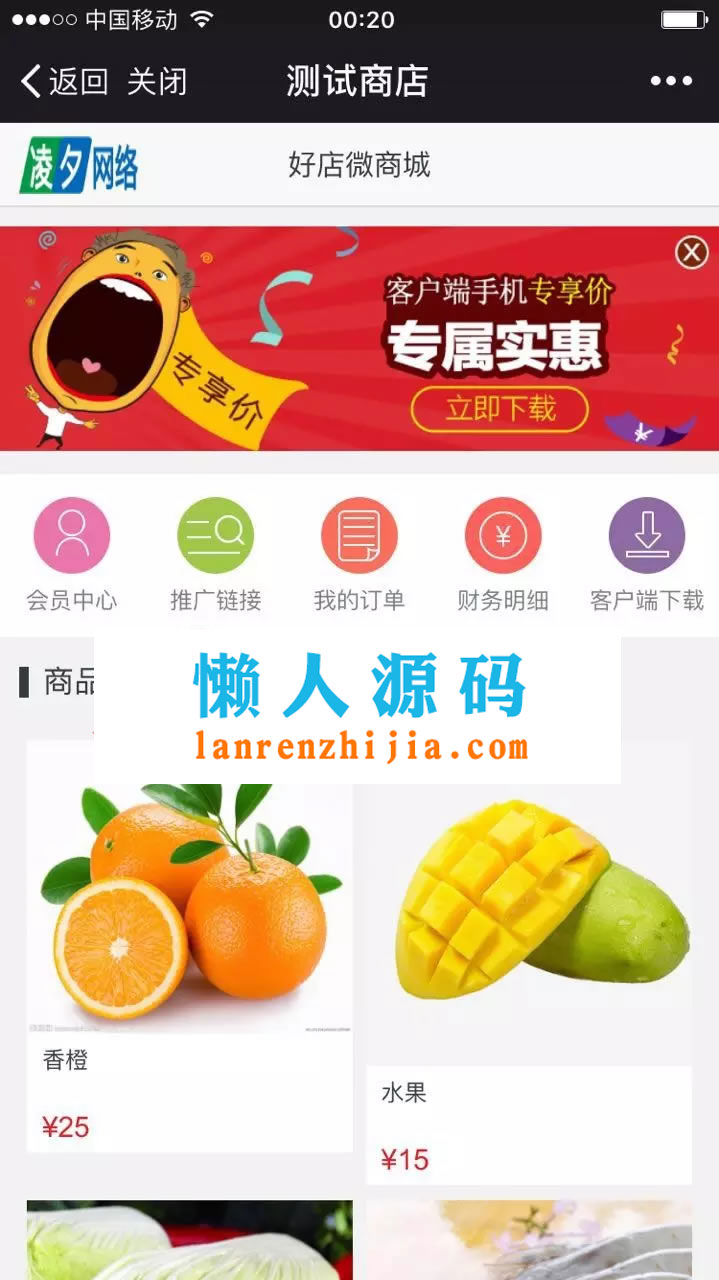 中国移动
00:20
返回 关闭
测试商店
凌夕网络
好店微商城
客户端手机专享价
专属实惠
专享价
立即下载
¥
会员中心
推广链接
我的订单
财务明细
客户端下载
商品
懒人源码
lanrenzhijia.com
香橙
¥25
水果
¥15